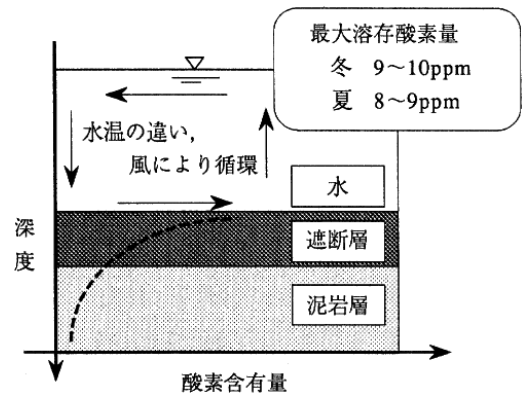 最大溶存酸素量
冬 9～10ppm
夏 8～9ppm
水温の違い,
風により循環
水
遮断層
泥岩層
深度
酸素含有量